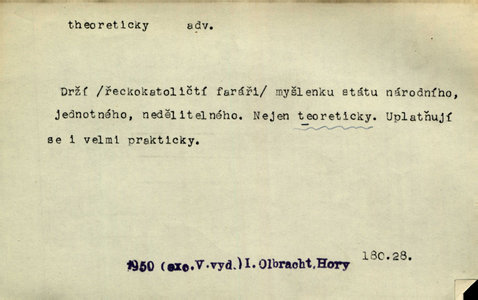 theoreticky adv.
Drží /řeckokatoličtí faráři/ myšlenku státu národního,
jednotného, nedělitelného. Nejen teoreticky. Uplatňují
se i velmi prakticky.
1950 (exc.V.vyd.) I. Olbracht, Hory 180.28.